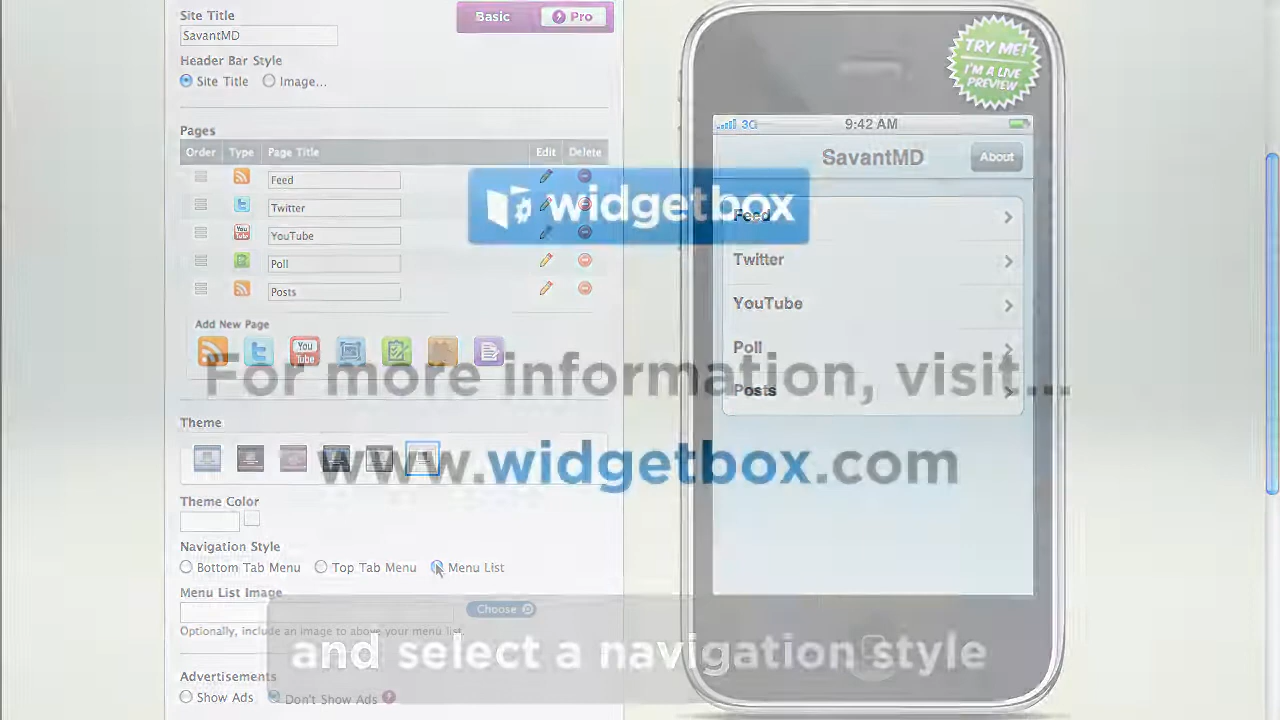 Site Title
Basic Pro
SavantMD
Header Bar Style
Site Title Image...
Pages
Order Type Page Title Edit Delete
Feed
Twitter
YouTube
Poll
Posts
Add New Page
You
Tube
Theme
Theme Color
Navigation Style
Bottom Tab Menu Top Tab Menu Menu List
Menu List Image
Choose
Optionally, include an image to above your menu list.
Advertisements
Show Ads Don't Show Ads
TRY ME!
I'M A LIVE
PREVIEW
3G 9:42 AM
SavantMD About
Feed
Twitter
YouTube
Poll
Posts
widgetbox
For more information, visit...
www.widgetbox.com
and select a navigation style